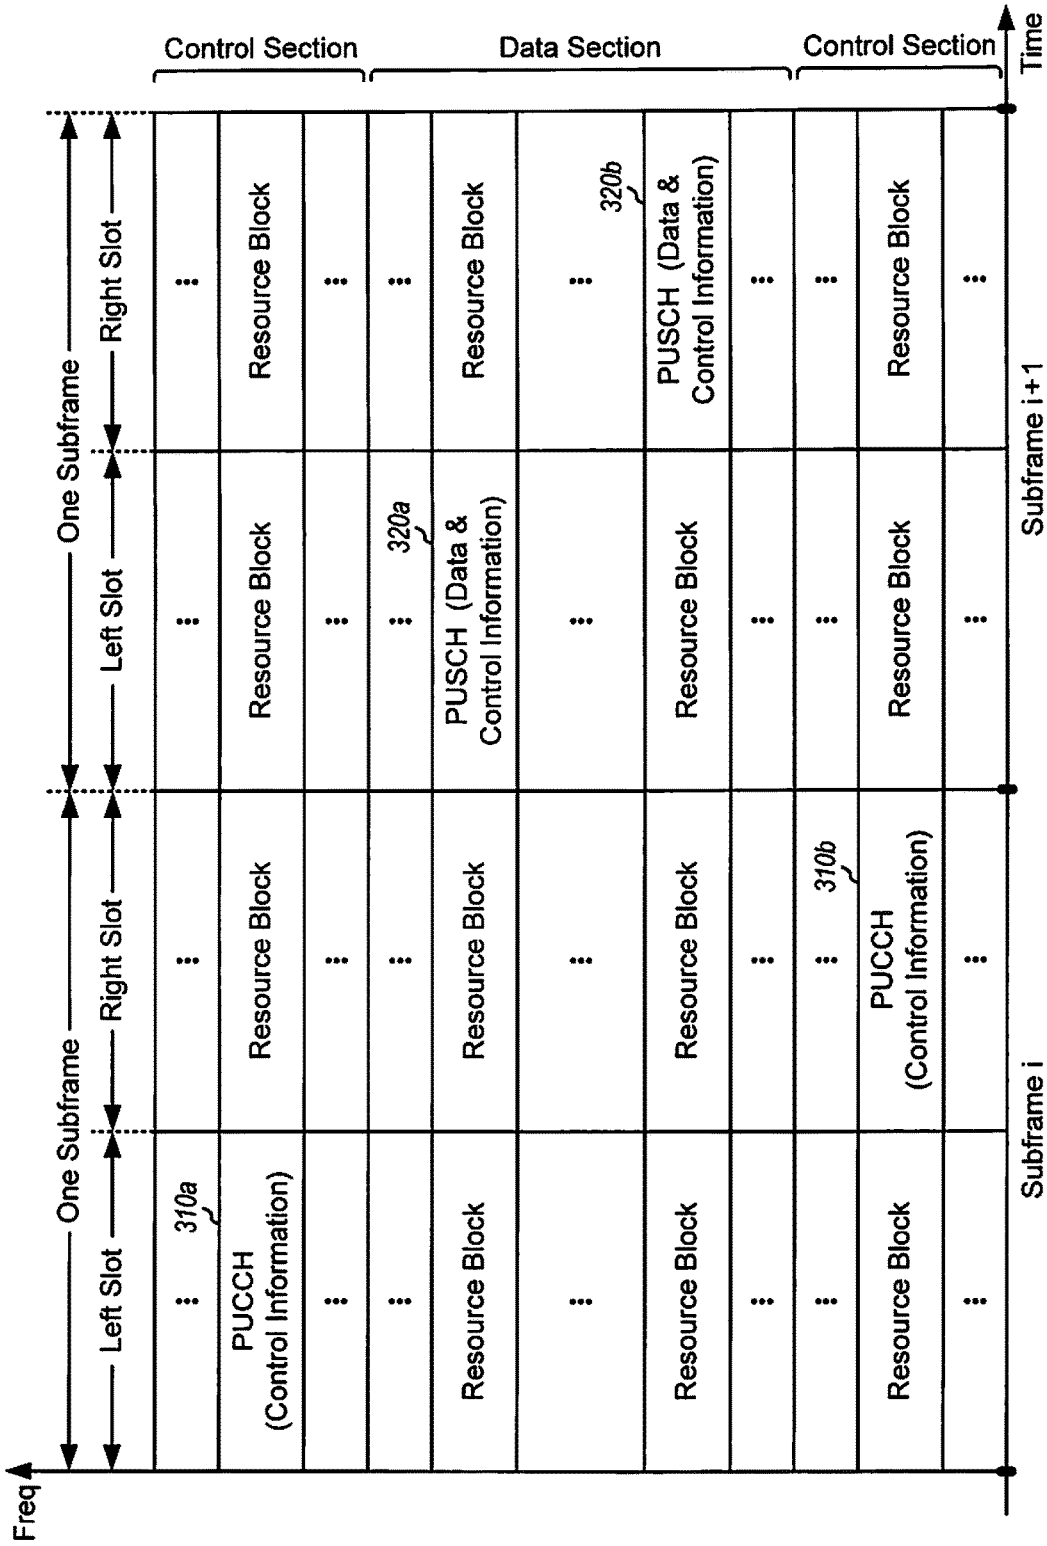 One Subframe
One Subframe
Left Slot
Right Slot
Left Slot
Right Slot
Freq
310a
PUCCH
(Control Information)
Resource Block
Resource Block
Resource Block
Control Section
... ... ... ...
... ... ... ...
320a
Resource Block
Resource Block
PUSCH (Data &
Control Information)
Resource Block
Data Section
... ... ... ...
320b
Resource Block
Resource Block
Resource Block
PUSCH (Data &
Control Information)
... ... ... ...
... ... ... ...
310b
Resource Block
PUCCH
(Control Information)
Resource Block
Resource Block
Control Section
... ... ... ...
Time
Subframe i
Subframe i+1